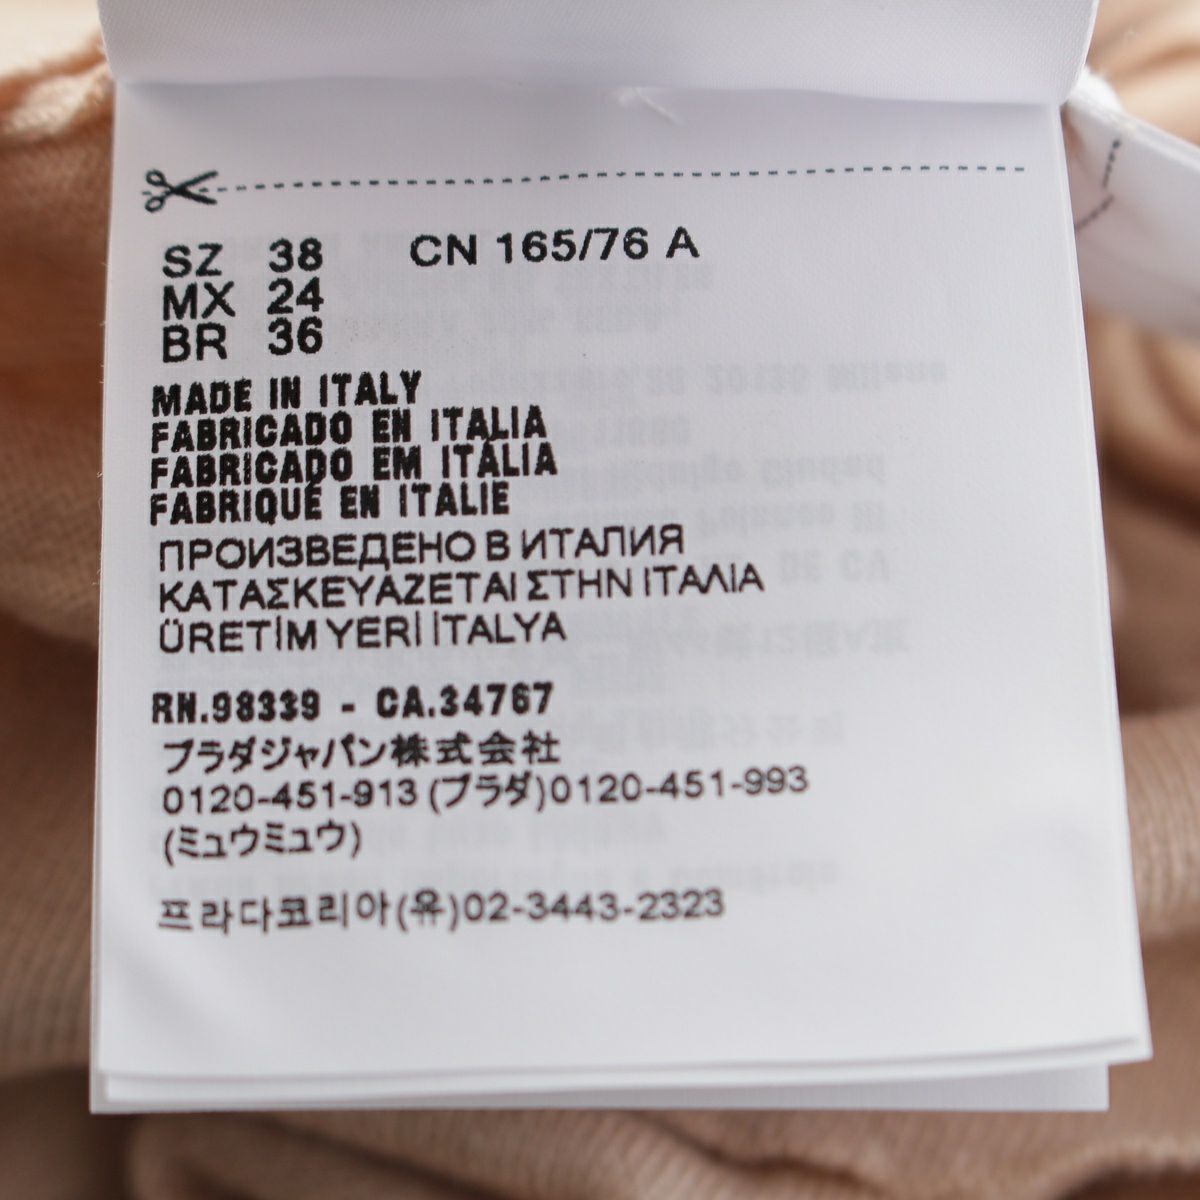 SZ 38 CN 165/76 A
MX 24
BR 36
MADE IN ITALY
FABRICADO EN ITALIA
FABRICADO EM ITÁLIA
FABRIQUÉ EN ITALIE
ПРОИЗВЕДЕНО В ИТАЛИЯ
ΚΑΤΑΣΚΕΥΑΖΕΤΑΙ ΣΤΗΝ ΙΤΑΛΙΑ
ÜRETİM YERİ İTALYA
RN.98339 - CA.34767
プラダジャパン株式会社
0120-451-913 (プラダ)0120-451-993
(ミュウミュウ)
프라다코리아(유)02-3443-2323